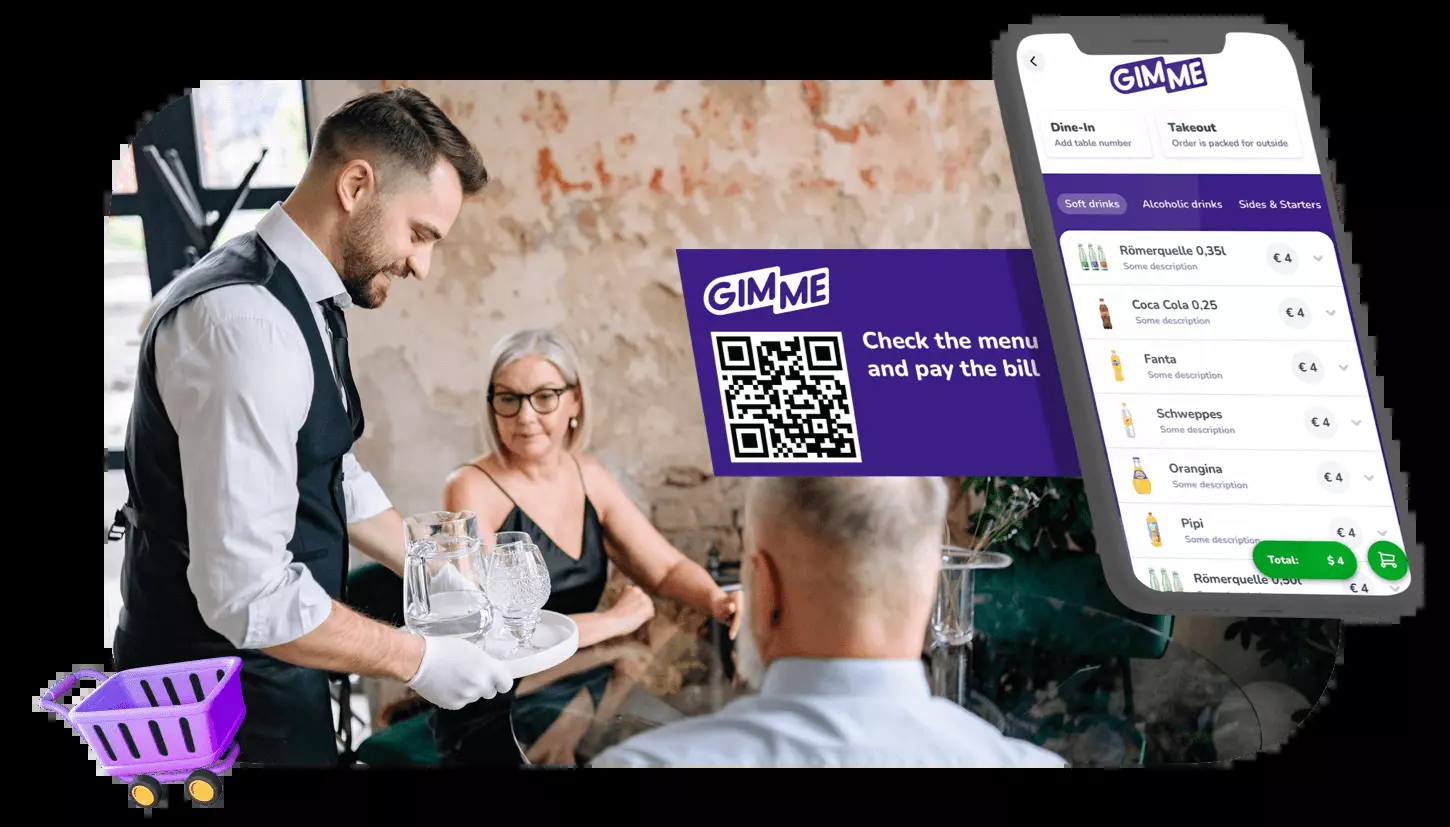 GIMME
Check the menu
and pay the bill
GIMME
Dine-In
Add table number
Takeout
Order is packed for outside
Soft drinks
Alcoholic drinks
Sides & Starters
Römerquelle 0,35l
Some description
€ 4
Coca Cola 0,25
Some description
€ 4
Fanta
Some description
€ 4
Schweppes
Some description
€ 4
Orangina
Some description
€ 4
Pipi
Some description
€ 4
Total: $ 4
Römerquelle 0,50l
€ 4